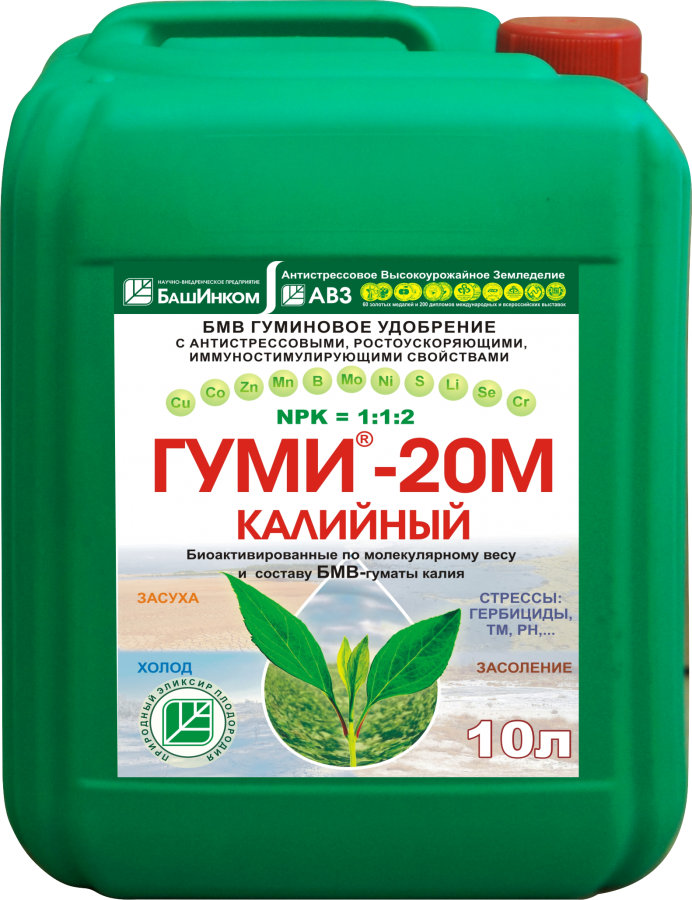 НАУЧНО-ВНЕДРЕНЧЕСКОЕ ПРЕДПРИЯТИЕ
БашИнком
Антистрессовое Высокоурожайное Земледелие
АВЗ
60 золотых медалей и 200 дипломов международных и всероссийских выставок
БМВ ГУМИНОВОЕ УДОБРЕНИЕ
С АНТИСТРЕССОВЫМИ, РОСТОУСКОРЯЮЩИМИ,
ИММУНОСТИМУЛИРУЮЩИМИ СВОЙСТВАМИ
Cu Co Zn Mn B Mo Ni S Li Se Cr
NPK = 1:1:2
ГУМИ®-20М
КАЛИЙНЫЙ
Биоактивированные по молекулярному весу
и составу БМВ-гуматы калия
ЗАСУХА
СТРЕССЫ:
ГЕРБИЦИДЫ,
ТМ, РН,...
ХОЛОД
ЗАСОЛЕНИЕ
ПРИРОДНЫЙ ЭЛИКСИР ПЛОДОРОДИЯ
10л